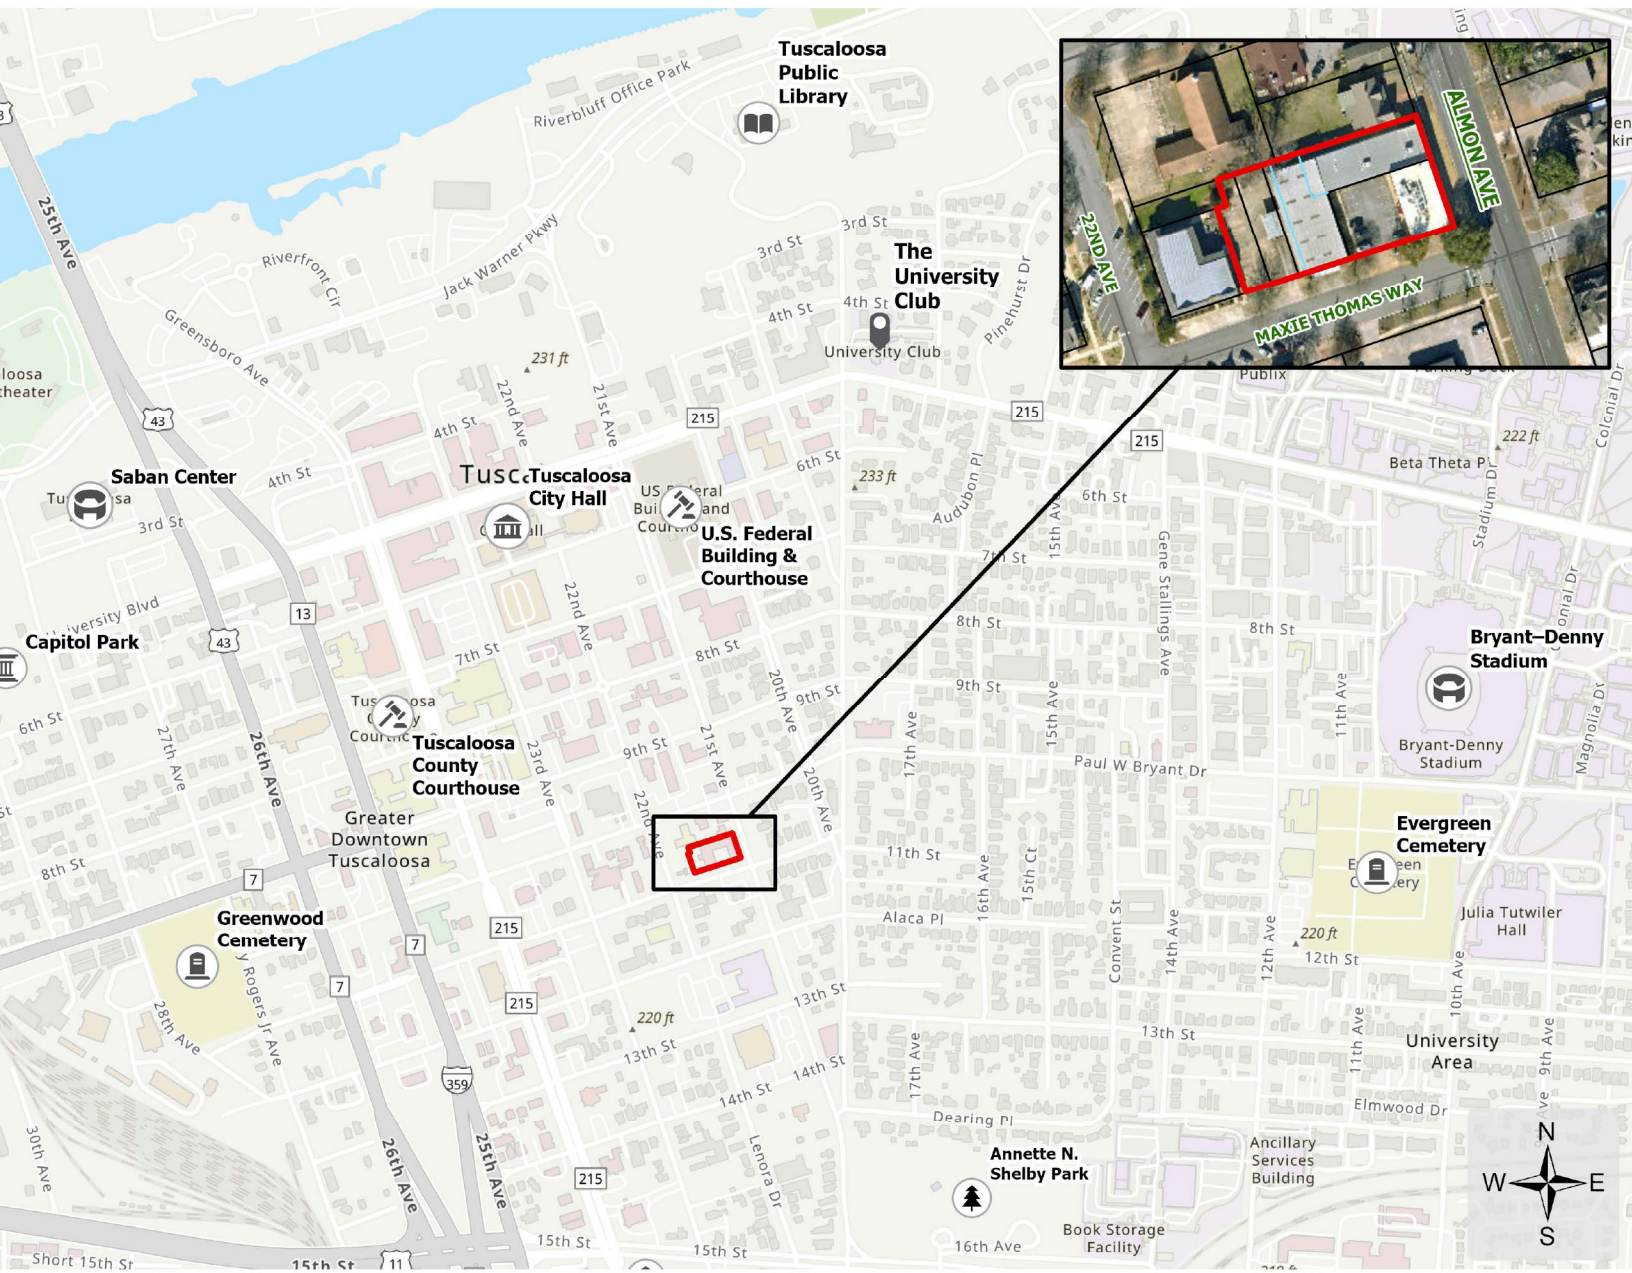 Tuscaloosa
Public
Library
Riverbluff Office Park
25th Ave
Riverfront Cir
Jack Warner Pkwy
Greensboro Ave
3rd St
3rd St
The
University
Club
4th St
4th St
University Club
Pinehurst Dr
ALMON AVE
22ND AVE
MAXIE THOMAS WAY
Publix
Colonial Dr
231 ft
22nd Ave
21st Ave
43
4th St
215
215
215
222 ft
Beta Theta P
Stadium Dr
Saban Center
4th St
3rd St
Tuscaloosa
City Hall
6th St
233 ft
Audubon Pl
15th Ave
6th St
U.S. Federal
Building &
Courthouse
7th St
Gene Stallings Ave
University Blvd
13
43
Capitol Park
22nd Ave
7th St
8th St
8th St
8th St
Bryant–Denny
Stadium
Bryant-Denny
Stadium
Magnolia Dr
11th Ave
6th St
27th Ave
26th Ave
Tuscaloosa
County
Courthouse
23rd Ave
9th St
21st Ave
20th Ave
9th St
9th St
17th Ave
15th Ave
Paul W Bryant Dr
Greater
Downtown
Tuscaloosa
22nd Ave
20th Ave
8th St
7
11th St
16th Ave
15th Ct
Evergreen
Cemetery
Greenwood
Cemetery
y Rogers Jr Ave
28th Ave
7
7
215
215
Alaca Pl
Convent St
14th Ave
12th Ave
220 ft
12th St
Julia Tutwiler
Hall
10th Ave
13th St
220 ft
13th St
14th St
14th St
13th St
11th Ave
University
Area
9th Ave
359
17th Ave
Dearing Pl
Elmwood Dr
30th Ave
26th Ave
25th Ave
215
Lenora Dr
Annette N.
Shelby Park
Ancillary
Services
Building
Book Storage
Facility
16th Ave
15th St
15th St
Short 15th St
15th St
11
N
W
E
S